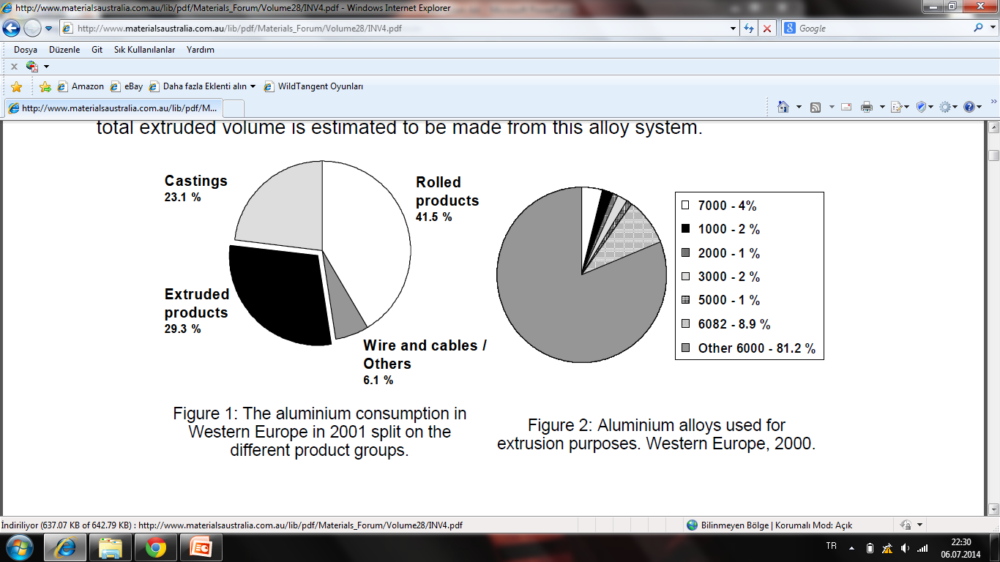 http://www.materialsaustralia.com.au/lib/pdf/Materials_Forum/Volume28/INV4.pdf - Windows Internet Explorer
http://www.materialsaustralia.com.au/lib/pdf/Materials_Forum/Volume28/INV4.pdf
Google
Dosya Düzenle Git Sık Kullanılanlar Yardım
x
Amazon eBay Daha fazla Eklenti alın WildTangent Oyunları
http://www.materialsaustralia.com.au/lib/pdf/M...
total extruded volume is estimated to be made from this alloy system.
Castings
23.1 %
Rolled
products
41.5 %
Extruded
products
29.3 %
Wire and cables /
Others
6.1 %
7000 - 4%
1000 - 2 %
2000 - 1 %
3000 - 2 %
5000 - 1 %
6082 - 8.9 %
Other 6000 - 81.2 %
Figure 1: The aluminium consumption in
Western Europe in 2001 split on the
different product groups.
Figure 2: Aluminium alloys used for
extrusion purposes. Western Europe, 2000.
İndiriliyor (637.07 KB of 642.79 KB) : http://www.materialsaustralia.com.au/lib/pdf/Materials_Forum/Volume28/INV4.pdf
Bilinmeyen Bölge | Korumalı Mod: Açık
TR
22:30
06.07.2014